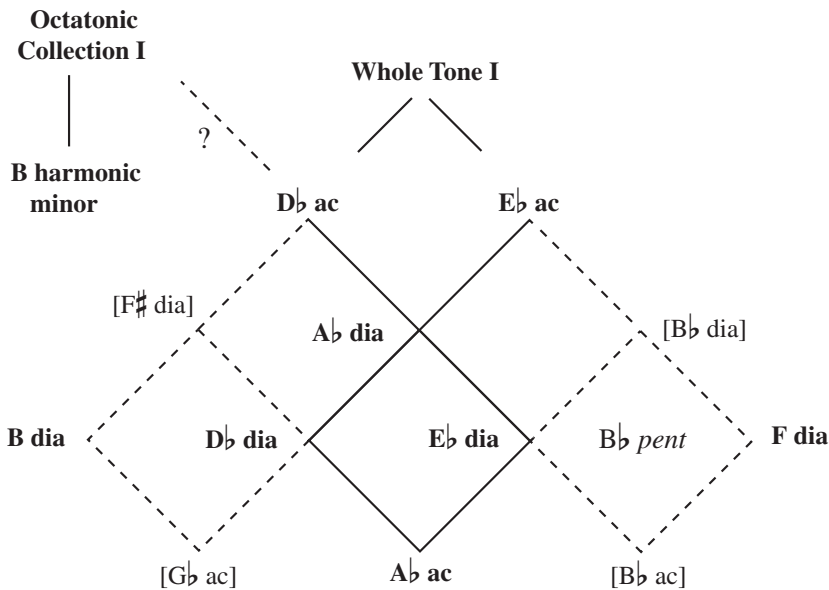 Octatonic
Collection I
Whole Tone I
?
B harmonic
minor
D♭ ac
E♭ ac
[F♯ dia]
A♭ dia
[B♭ dia]
B dia
D♭ dia
E♭ dia
B♭ pent
F dia
[G♭ ac]
A♭ ac
[B♭ ac]